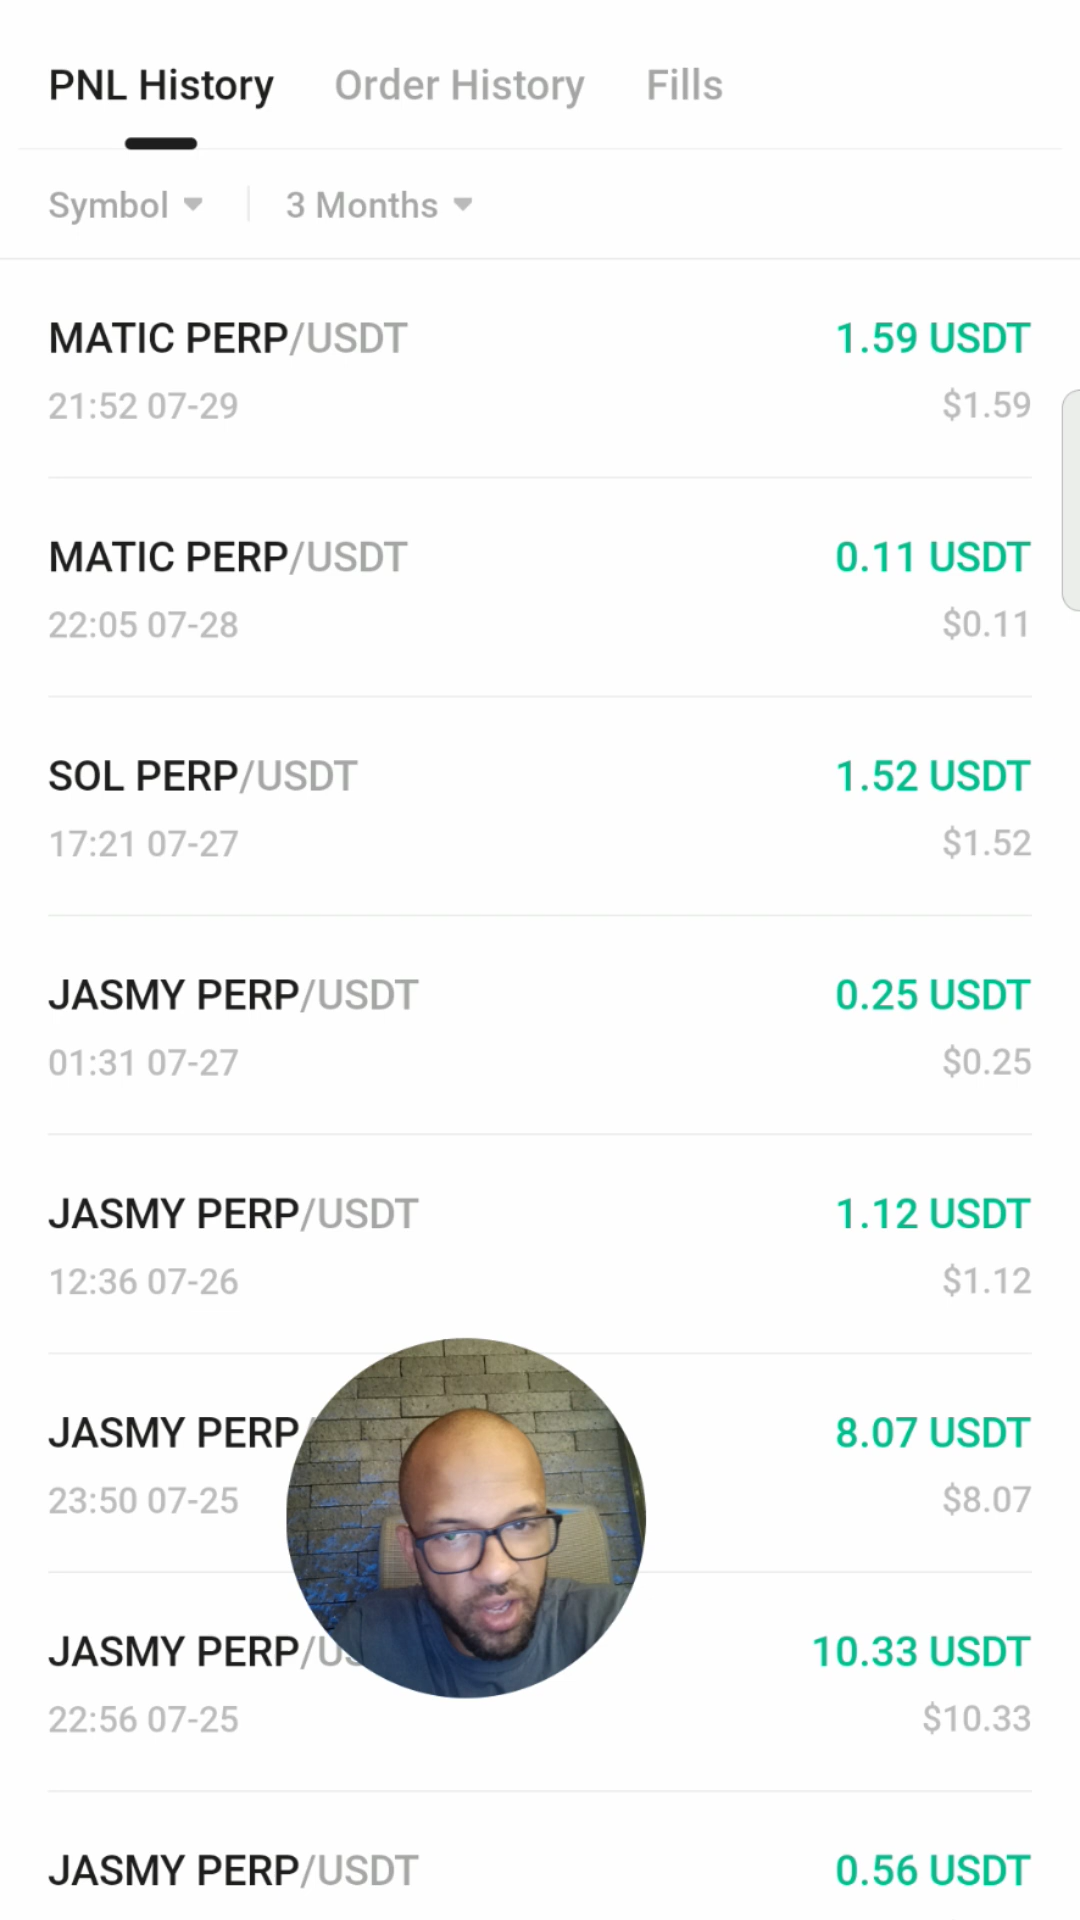 PNL History Order History Fills
Symbol 3 Months
MATIC PERP/USDT 1.59 USDT
21:52 07-29 $1.59
MATIC PERP/USDT 0.11 USDT
22:05 07-28 $0.11
SOL PERP/USDT 1.52 USDT
17:21 07-27 $1.52
JASMY PERP/USDT 0.25 USDT
01:31 07-27 $0.25
JASMY PERP/USDT 1.12 USDT
12:36 07-26 $1.12
JASMY PERP 8.07 USDT
23:50 07-25 $8.07
JASMY PERP/U 10.33 USDT
22:56 07-25 $10.33
JASMY PERP/USDT 0.56 USDT